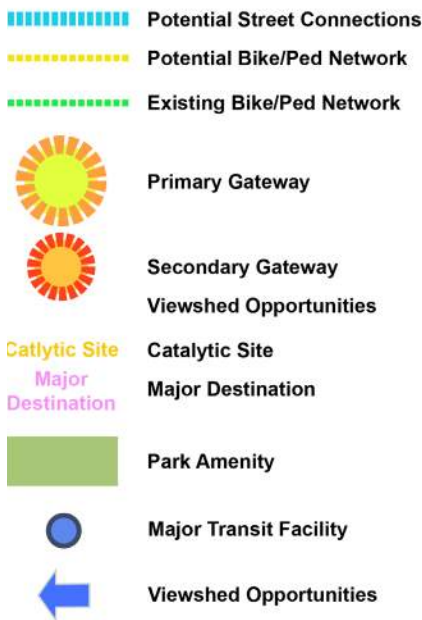 Potential Street Connections
Potential Bike/Ped Network
Existing Bike/Ped Network
Primary Gateway
Secondary Gateway
Viewshed Opportunities
Catlytic Site Catalytic Site
Major
Destination Major Destination
Park Amenity
Major Transit Facility
Viewshed Opportunities